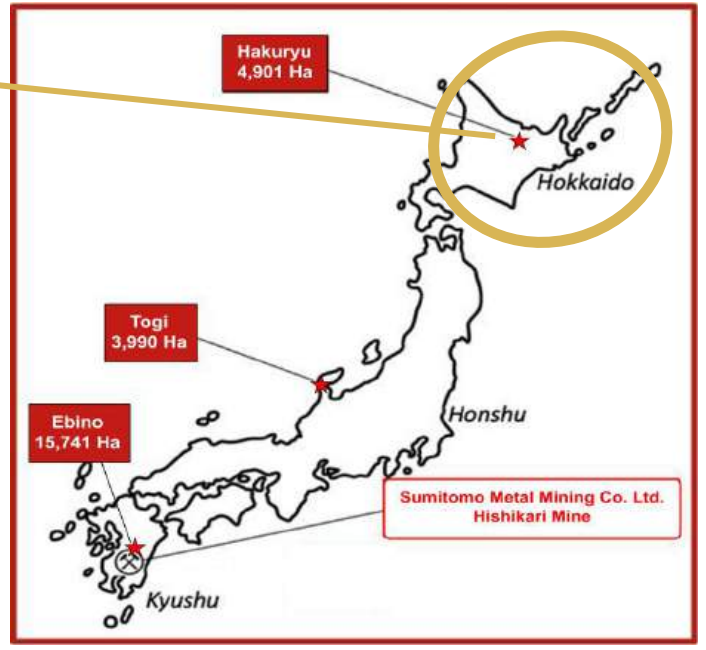 Hakuryu
4,901 Ha
Hokkaido
Togi
3,990 Ha
Honshu
Ebino
15,741 Ha
Sumitomo Metal Mining Co. Ltd.
Hishikari Mine
Kyushu